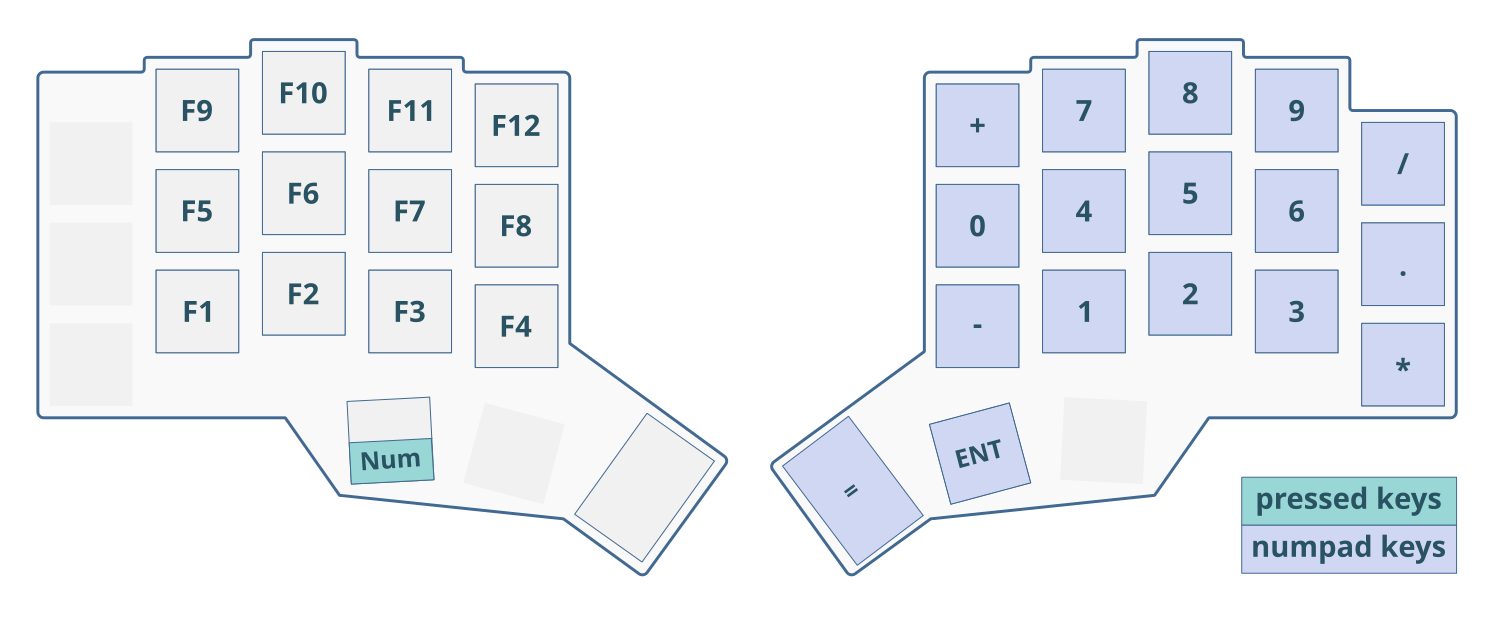 F9
F10
F11
F12
F5
F6
F7
F8
F1
F2
F3
F4
Num
+
7
8
9
/
0
4
5
6
.
-
1
2
3
*
=
ENT
pressed keys
numpad keys